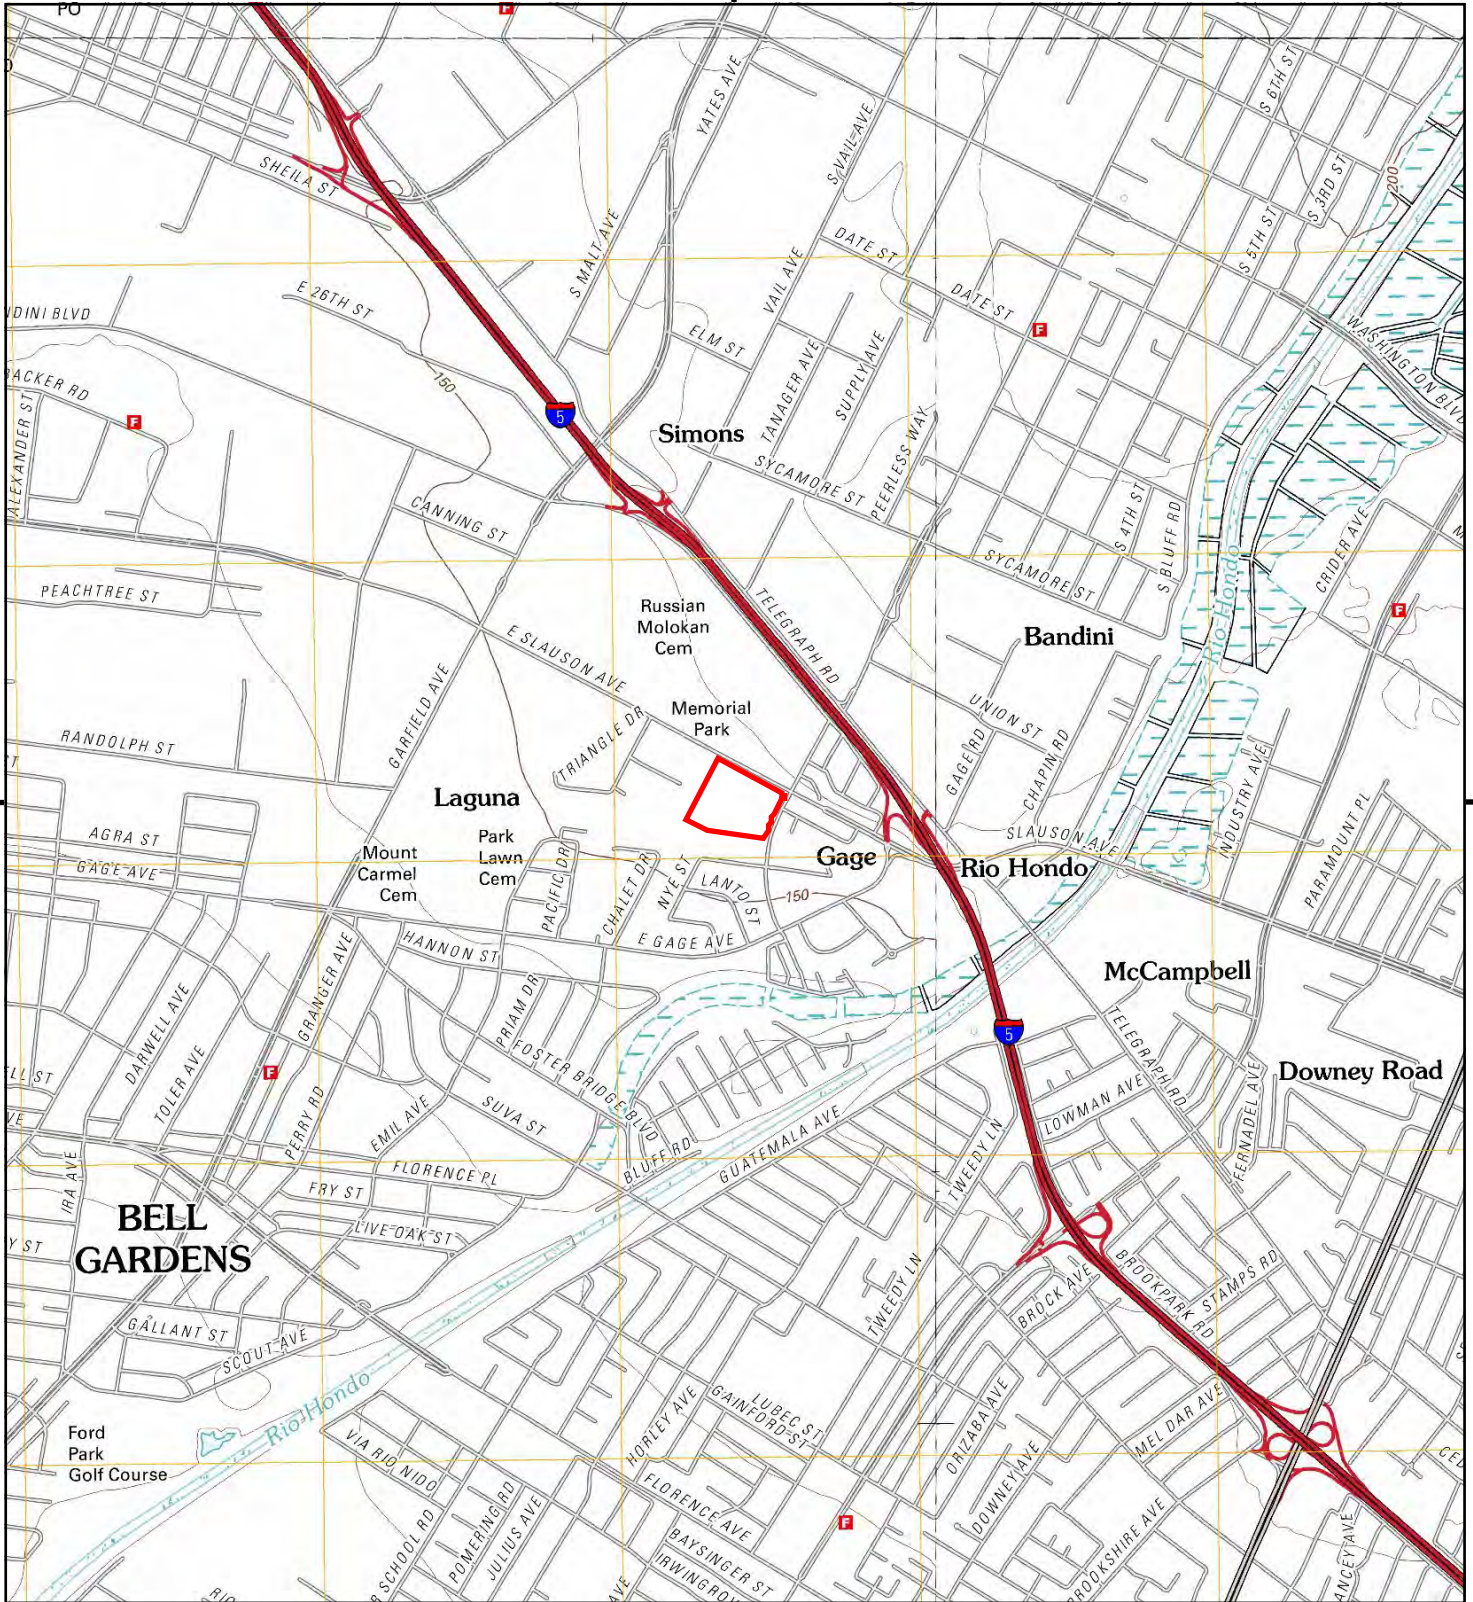 PO
F
YATES AVE
S 6TH ST
S VAIL AVE
SHEILA ST
200
S 3RD ST
S MALT AVE
DATE ST
S 5TH ST
VAIL AVE
E 26TH ST
DATE ST
NDINI BLVD
F
WASHINGTON BLVD
ELM ST
TANAGER AVE
SUPPLY AVE
150
ALEXANDER ST
F
5
Simons
PEERLESS WAY
SYCAMORE ST
CANNING ST
S 4TH ST
S BLUFF RD
CRIDER AVE
SYCAMORE ST
Rio Hondo
PEACHTREE ST
TELEGRAPH RD
Russian
Molokan
Cem
F
E SLAUSON AVE
Bandini
GARFIELD AVE
UNION ST
Memorial
Park
TRIANGLE DR
RANDOLPH ST
GAGE RD
CHAPIN RD
INDUSTRY AVE
Laguna
PARAMOUNT PL
AGRA ST
Park
Lawn
Cem
SLAUSON AVE
Mount
Carmel
Cem
Gage
Rio Hondo
GAGE AVE
PACIFIC DR
CHALET DR
NYE ST
LANTO ST
150
HANNON ST
E GAGE AVE
GRANGER AVE
McCampbell
DARWELL AVE
PRIAM DR
TELEGRAPH RD
5
TOLER AVE
FOSTER BRIDGE BLVD
F
Downey Road
ELL ST
PERRY RD
EMIL AVE
SUVA ST
LOWMAN AVE
FERNADEL AVE
VE
BLUFF RD
GUATEMALA AVE
TWEEDY LN
IRA AVE
FLORENCE PL
FRY ST
BELL
GARDENS
LIVE OAK ST
Y ST
BROOKPARK RD
STAMPS RD
TWEEDY LN
BROCK AVE
GALLANT ST
SCOUT AVE
Rio Hondo
LUBEC ST
GAINFORD ST
HORLEY AVE
ORIZABA AVE
MEL DAR AVE
Ford
Park
Golf Course
VIA RIO NIDO
DOWNEY AVE
FLORENCE AVE
POMERING RD
JULIUS AVE
F
BROOKSHIRE AVE
SCHOOL RD
BAYSINGER ST
IRWINGROV
ANCEY AVE
RIO
AVE